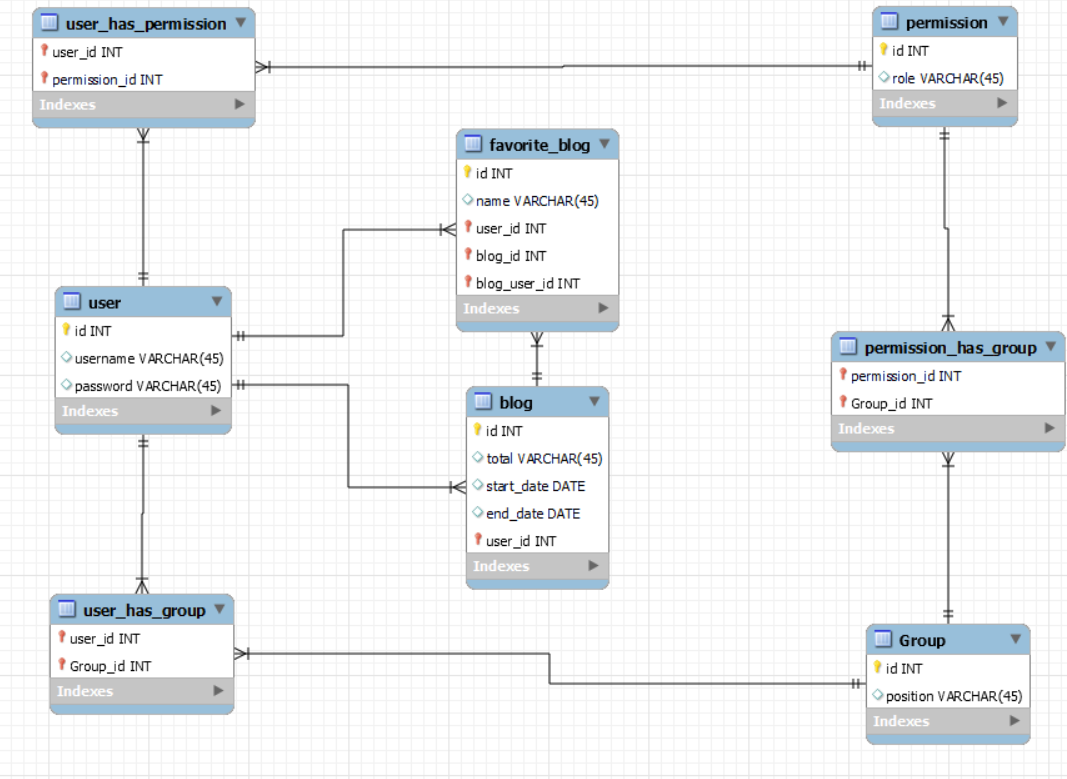 user_has_permission
user_id INT
permission_id INT
Indexes
permission
id INT
role VARCHAR(45)
Indexes
favorite_blog
id INT
name VARCHAR(45)
user_id INT
blog_id INT
blog_user_id INT
Indexes
user
id INT
username VARCHAR(45)
password VARCHAR(45)
Indexes
permission_has_group
permission_id INT
Group_id INT
Indexes
blog
id INT
total VARCHAR(45)
start_date DATE
end_date DATE
user_id INT
Indexes
user_has_group
user_id INT
Group_id INT
Indexes
Group
id INT
position VARCHAR(45)
Indexes